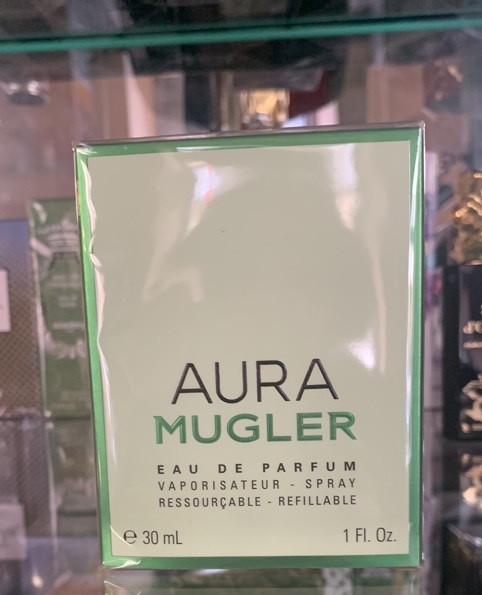 AURA
MUGLER
EAU DE PARFUM
VAPORISATEUR - SPRAY
RESSOURÇABLE - REFILLABLE
℮ 30 mL 1 Fl. Oz.